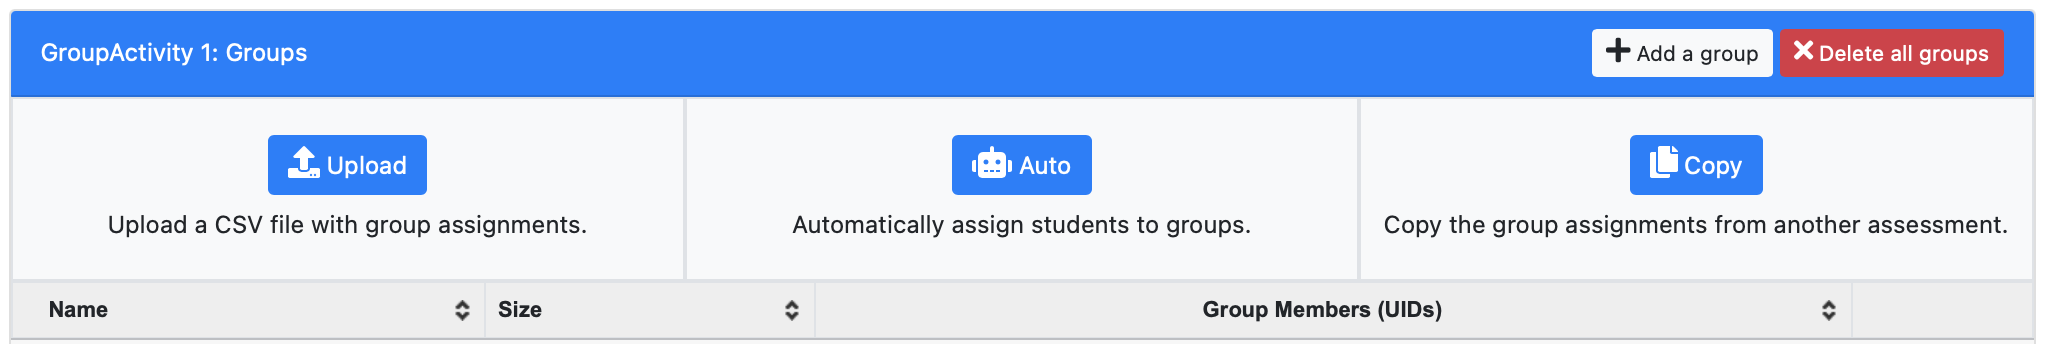 GroupActivity 1: Groups
Add a group
Delete all groups
Upload
Upload a CSV file with group assignments.
Auto
Automatically assign students to groups.
Copy
Copy the group assignments from another assessment.
Name
Size
Group Members (UIDs)